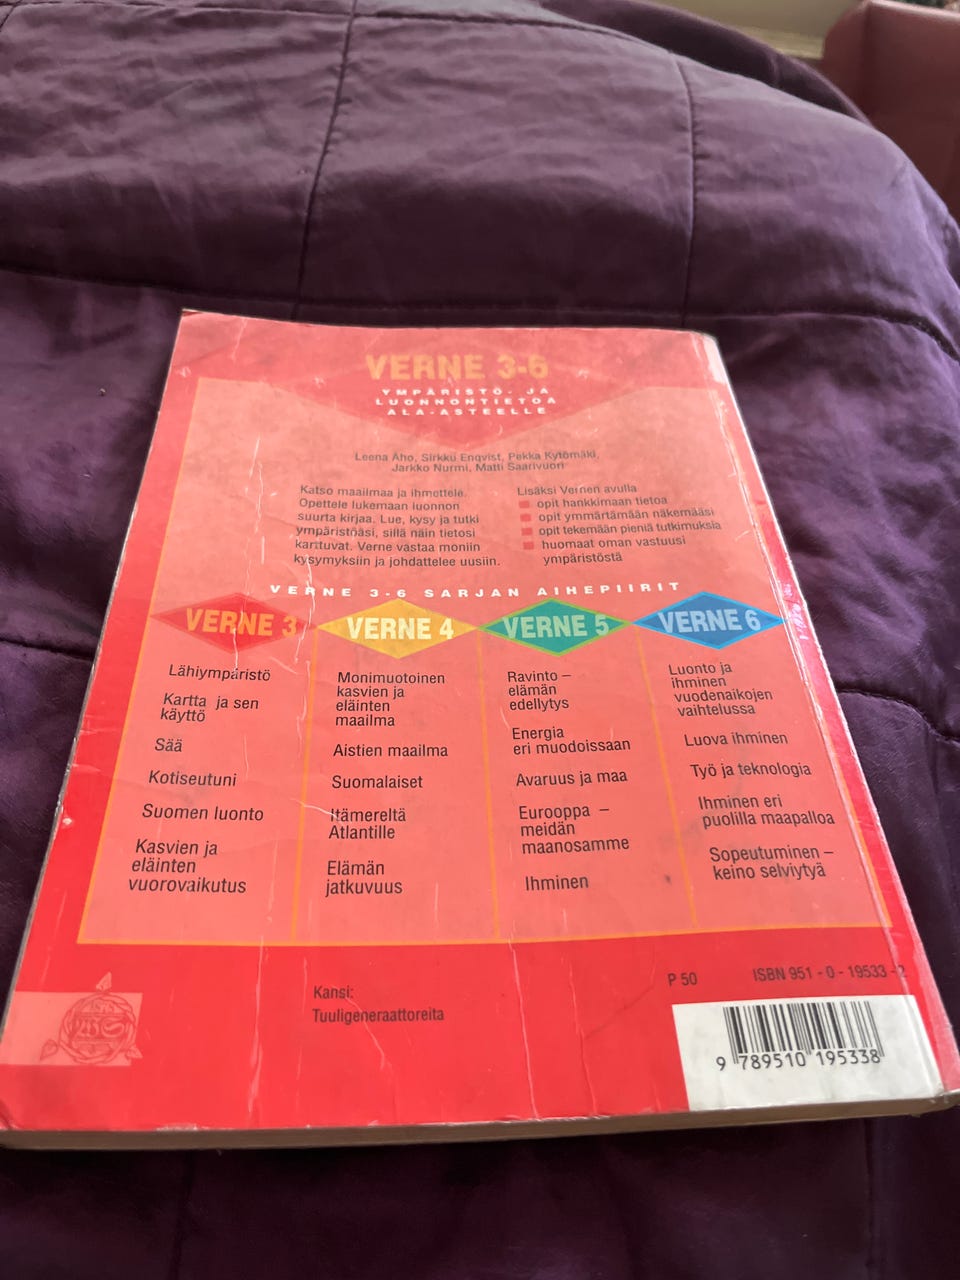 VERNE 3-6
YMPÄRISTÖ- JA
LUONNONTIETOA
ALA-ASTEELLE
Leena Aho, Sirkku Enqvist, Pekka Kytömäki,
Jarkko Nurmi, Matti Saarivuori
Katso maailmaa ja ihmettele.
Opettele lukemaan luonnon
suurta kirjaa. Lue, kysy ja tutki
ympäristöäsi, sillä näin tietosi
karttuvat. Verne vastaa moniin
kysymyksiin ja johdattelee uusiin.
Lisäksi Vernen avulla
opit hankkimaan tietoa
opit ymmärtämään näkemääsi
opit tekemään pieniä tutkimuksia
huomaat oman vastuusi
ympäristöstä
VERNE 3-6 SARJAN AIHEPIIRIT
VERNE 3
Lähiympäristö
Kartta ja sen
käyttö
Sää
Kotiseutuni
Suomen luonto
Kasvien ja
eläinten
vuorovaikutus
VERNE 4
Monimuotoinen
kasvien ja
eläinten
maailma
Aistien maailma
Suomalaiset
Itämereltä
Atlantille
Elämän
jatkuvuus
VERNE 5
Ravinto –
elämän
edellytys
Energia
eri muodoissaan
Avaruus ja maa
Eurooppa –
meidän
maanosamme
Ihminen
VERNE 6
Luonto ja
ihminen
vuodenaikojen
vaihtelussa
Luova ihminen
Työ ja teknologia
Ihminen eri
puolilla maapalloa
Sopeutuminen –
keino selviytyä
Kansi:
Tuuligeneraattoreita
P 50
ISBN 951-0-19533-2
9 789510 195338